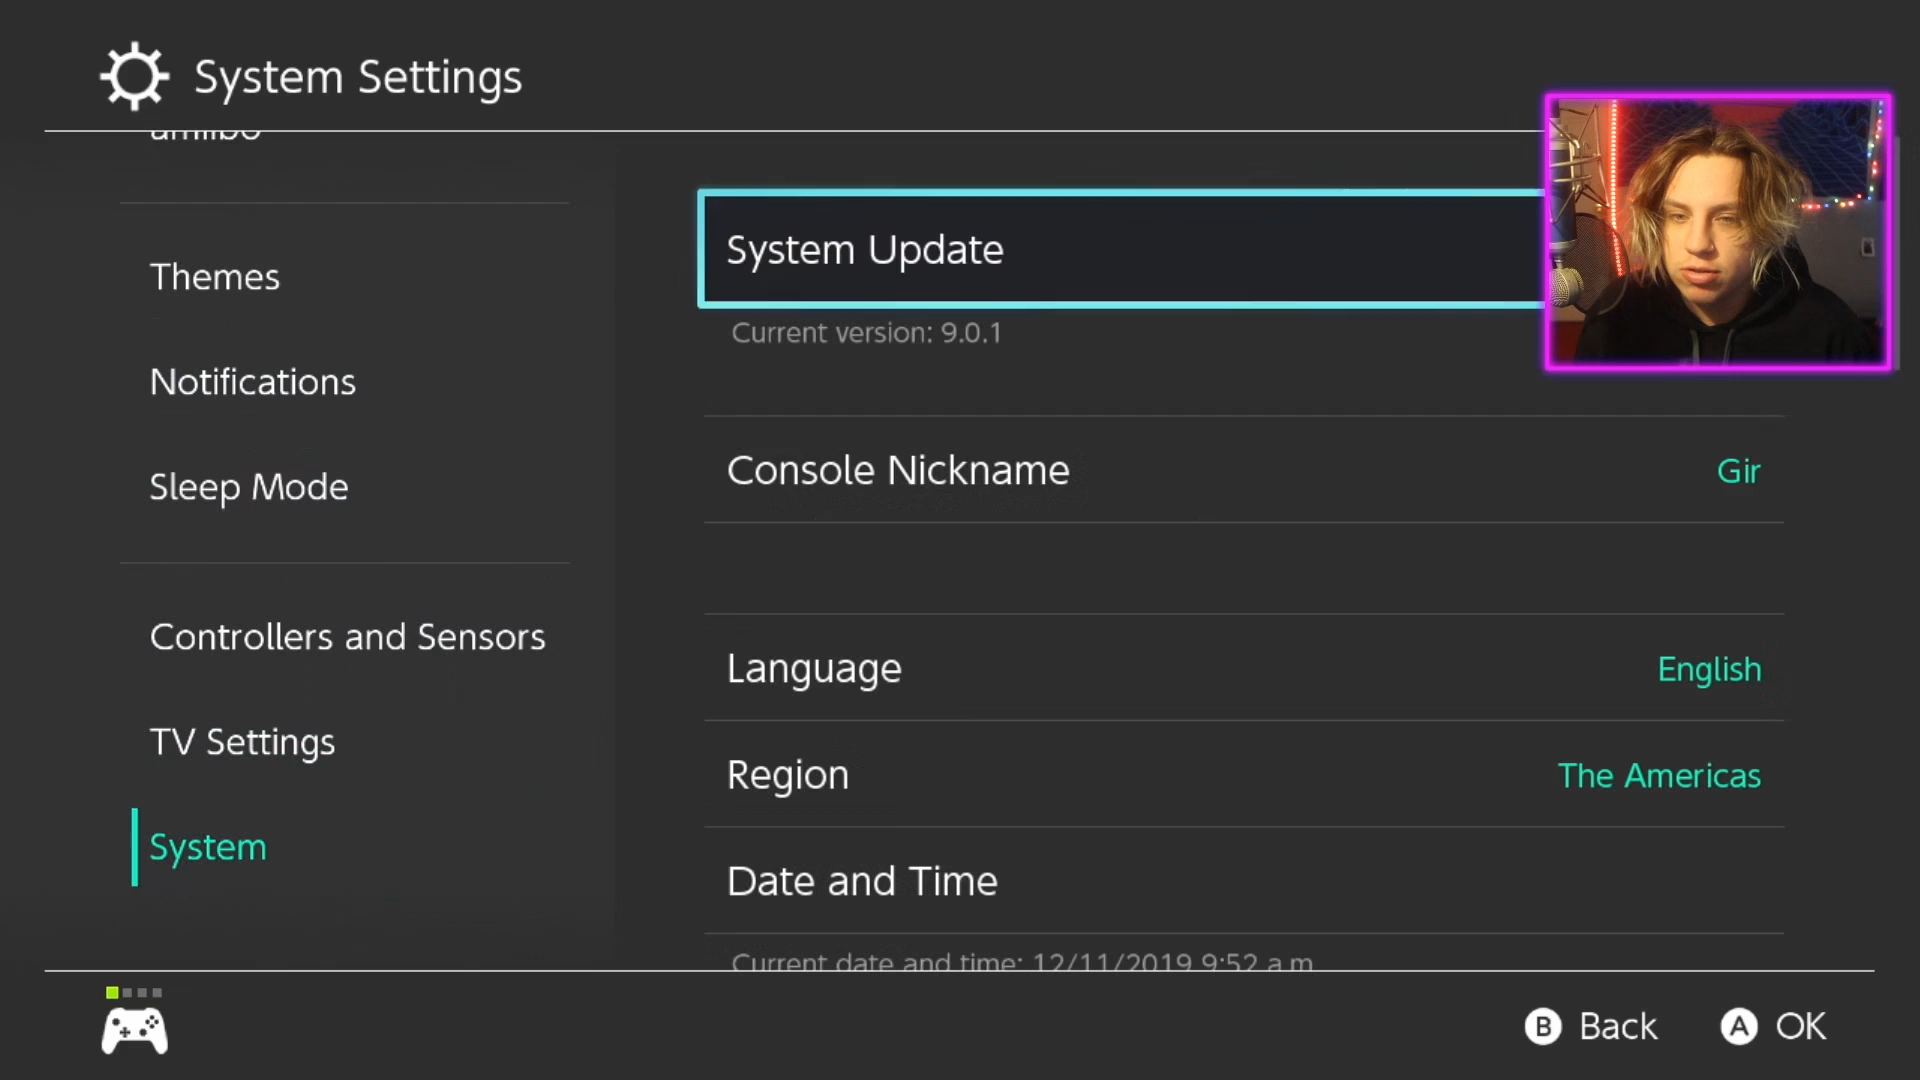 System Settings
amiibo
Themes
Notifications
Sleep Mode
Controllers and Sensors
TV Settings
System
System Update
Current version: 9.0.1
Console Nickname Gir
Language English
Region The Americas
Date and Time
Current date and time: 12/11/2019 9:52 a.m
B Back A OK